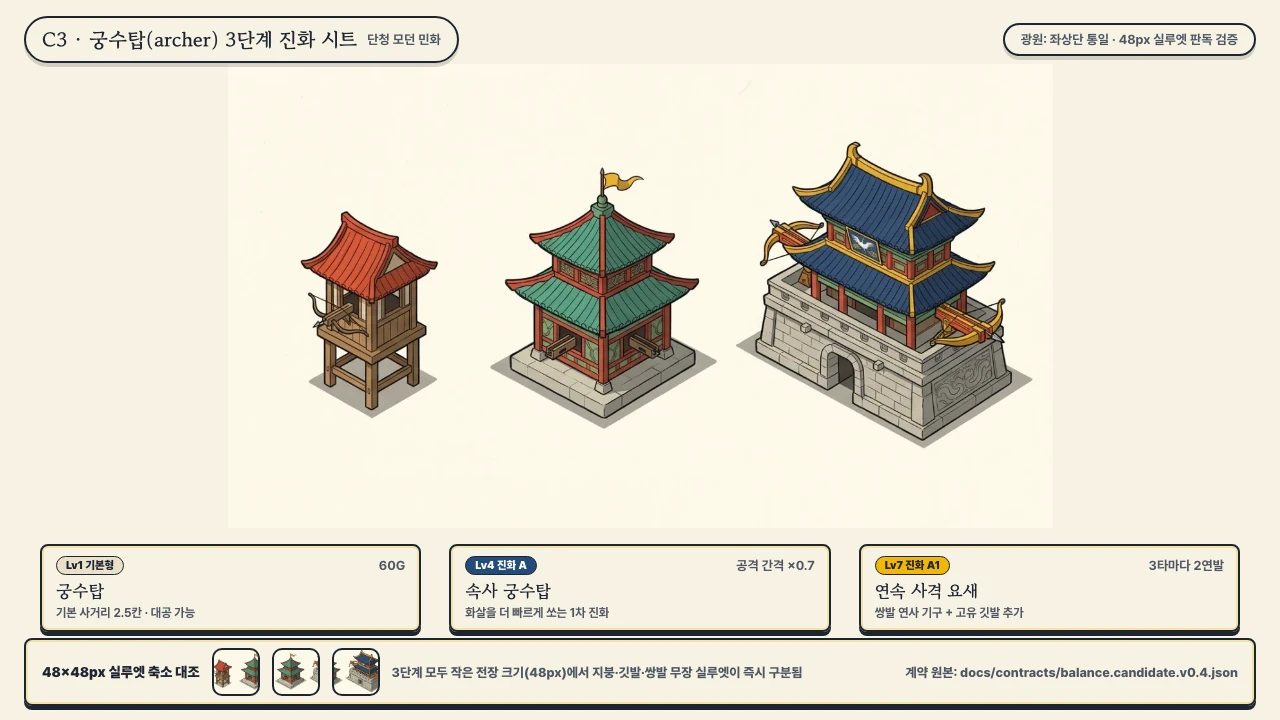 C3 · 궁수탑(archer) 3단계 진화 시트 단청 모던 민화
광원: 좌상단 통일 · 48px 실루엣 판독 검증
Lv1 기본형 60G
궁수탑
기본 사거리 2.5칸 · 대공 가능
Lv4 진화 A 공격 간격 ×0.7
속사 궁수탑
화살을 더 빠르게 쏘는 1차 진화
Lv7 진화 A1 3타마다 2연발
연속 사격 요새
쌍발 연사 기구 + 고유 깃발 추가
48×48px 실루엣 축소 대조 3단계 모두 작은 전장 크기(48px)에서 지붕·깃발·쌍발 무장 실루엣이 즉시 구분됨 계약 원본: docs/contracts/balance.candidate.v0.4.json